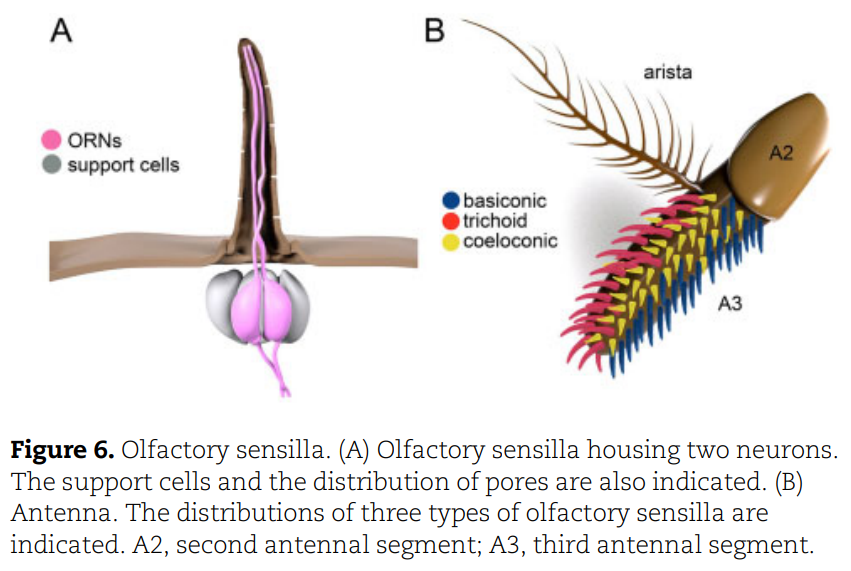 A
ORNs
support cells
B
arista
A2
basiconic
trichoid
coeloconic
A3
Figure 6. Olfactory sensilla. (A) Olfactory sensilla housing two neurons.
The support cells and the distribution of pores are also indicated. (B)
Antenna. The distributions of three types of olfactory sensilla are
indicated. A2, second antennal segment; A3, third antennal segment.